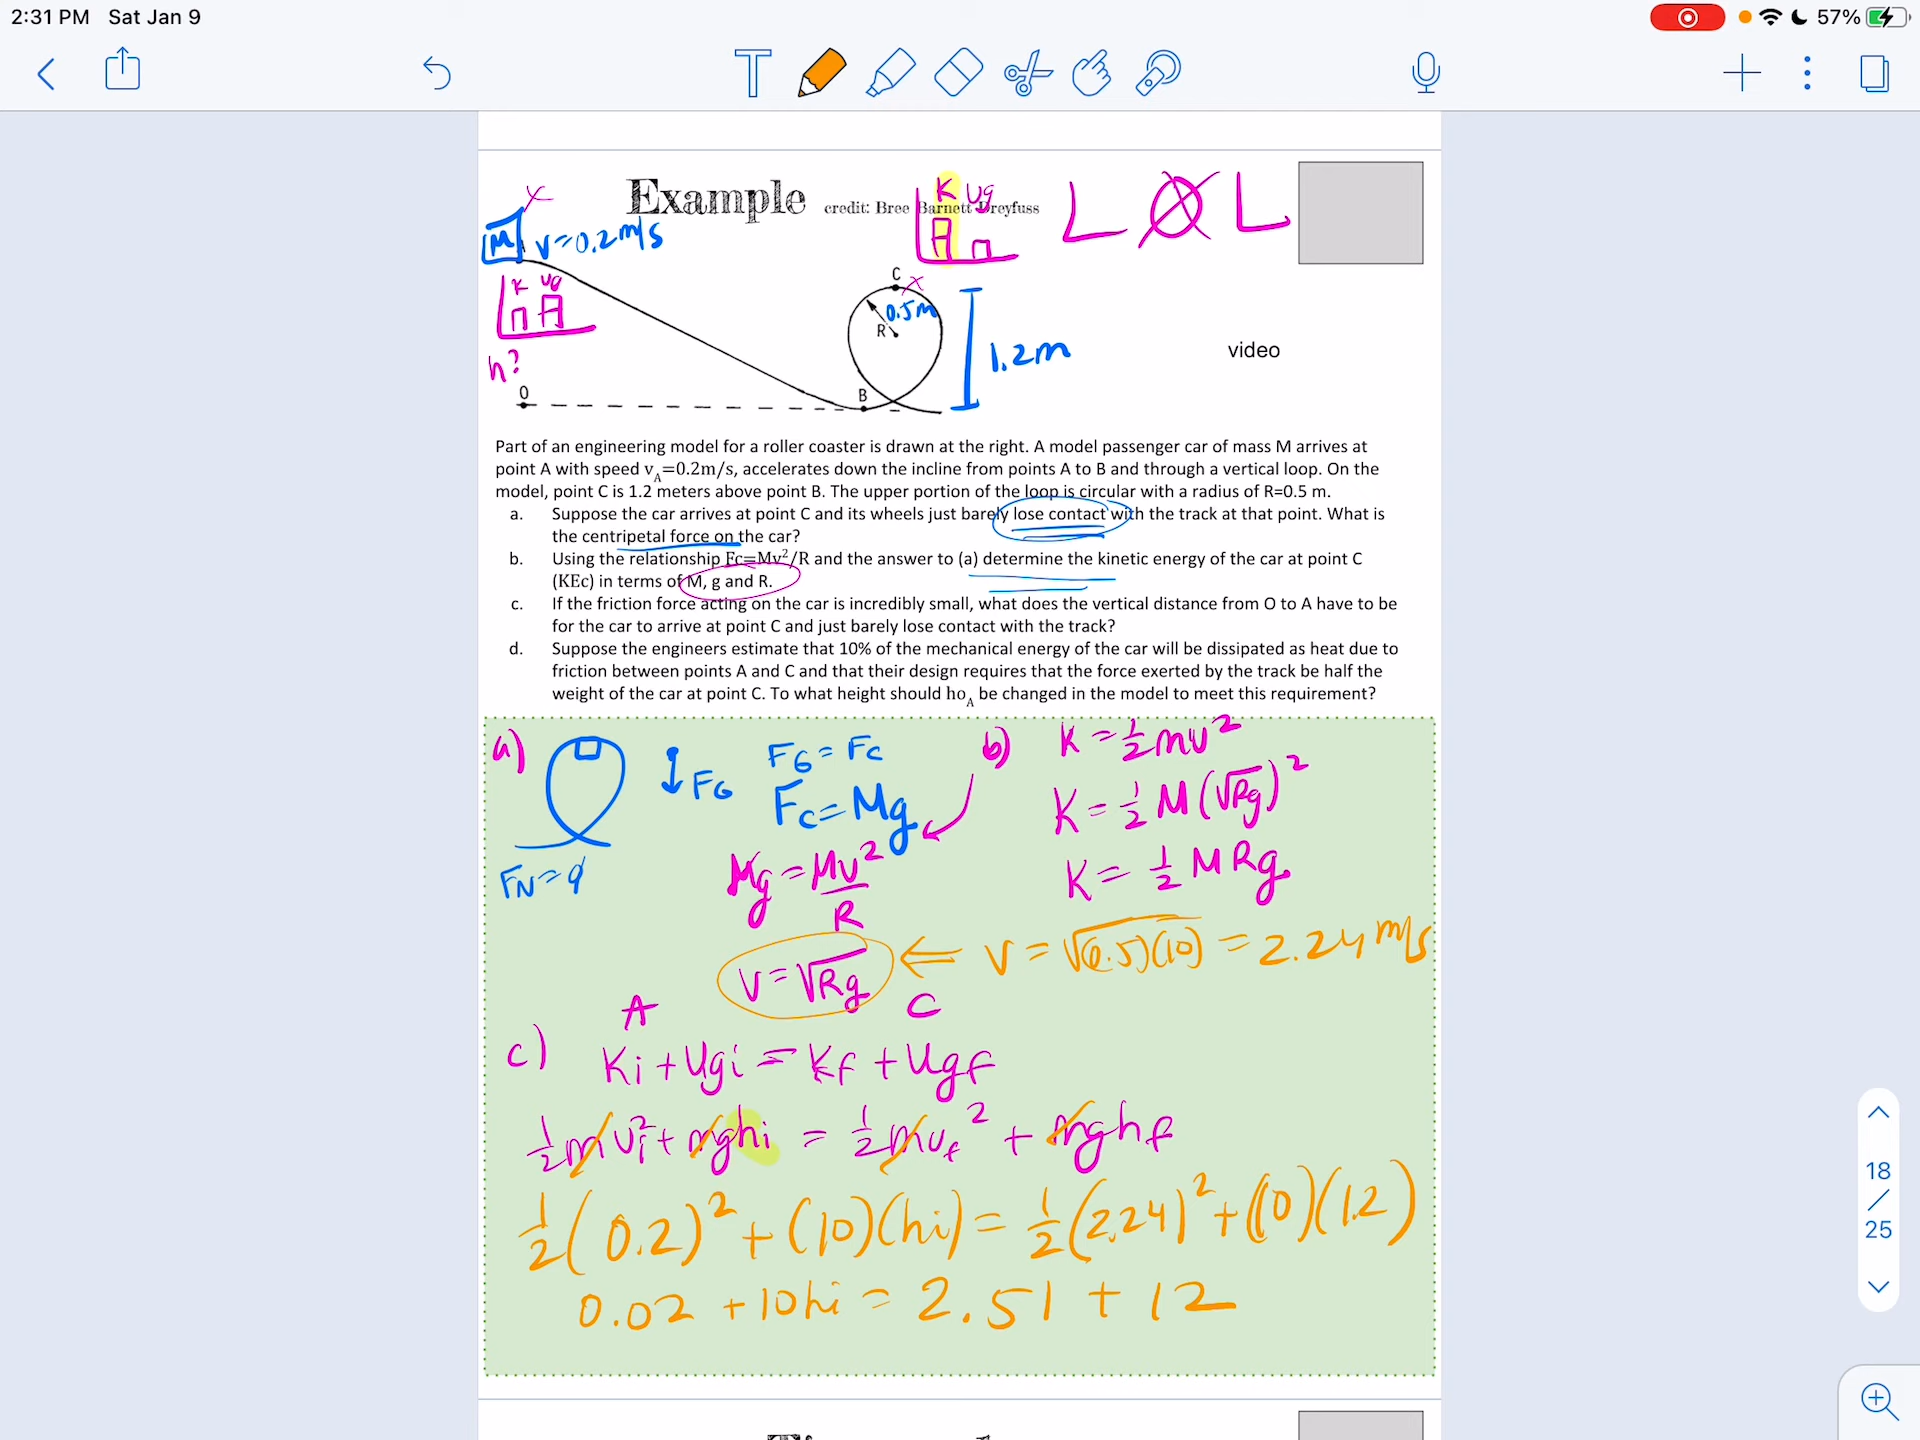 2:31 PM Sat Jan 9
57%
T
Example credit: Bree Barnett Dreyfuss
K Ug
L Ø L
x
M v=0.2m/s
K Ug
h?
C x
0.5m
R
1.2m
video
O
B
Part of an engineering model for a roller coaster is drawn at the right. A model passenger car of mass M arrives at
point A with speed vA=0.2m/s, accelerates down the incline from points A to B and through a vertical loop. On the
model, point C is 1.2 meters above point B. The upper portion of the loop is circular with a radius of R=0.5 m.
a. Suppose the car arrives at point C and its wheels just barely lose contact with the track at that point. What is
the centripetal force on the car?
b. Using the relationship Fc=Mv²/R and the answer to (a) determine the kinetic energy of the car at point C
(KEc) in terms of M, g and R.
c. If the friction force acting on the car is incredibly small, what does the vertical distance from O to A have to be
for the car to arrive at point C and just barely lose contact with the track?
d. Suppose the engineers estimate that 10% of the mechanical energy of the car will be dissipated as heat due to
friction between points A and C and that their design requires that the force exerted by the track be half the
weight of the car at point C. To what height should hoA be changed in the model to meet this requirement?
a)
FG
FN=0
FG = Fc
Fc=Mg
Mg = Mv²/R
v=√Rg
b) K = ½mv²
K = ½M(√Rg)²
K = ½MRg
⇐ v = √(0.5)(10) = 2.24 m/s
A C
c) Ki + Ugi = Kf + Ugf
½mvi² + mghi = ½mvf² + mghf
½(0.2)² + (10)(hi) = ½(2.24)² + (10)(1.2)
0.02 + 10hi = 2.51 + 12
18
/
25